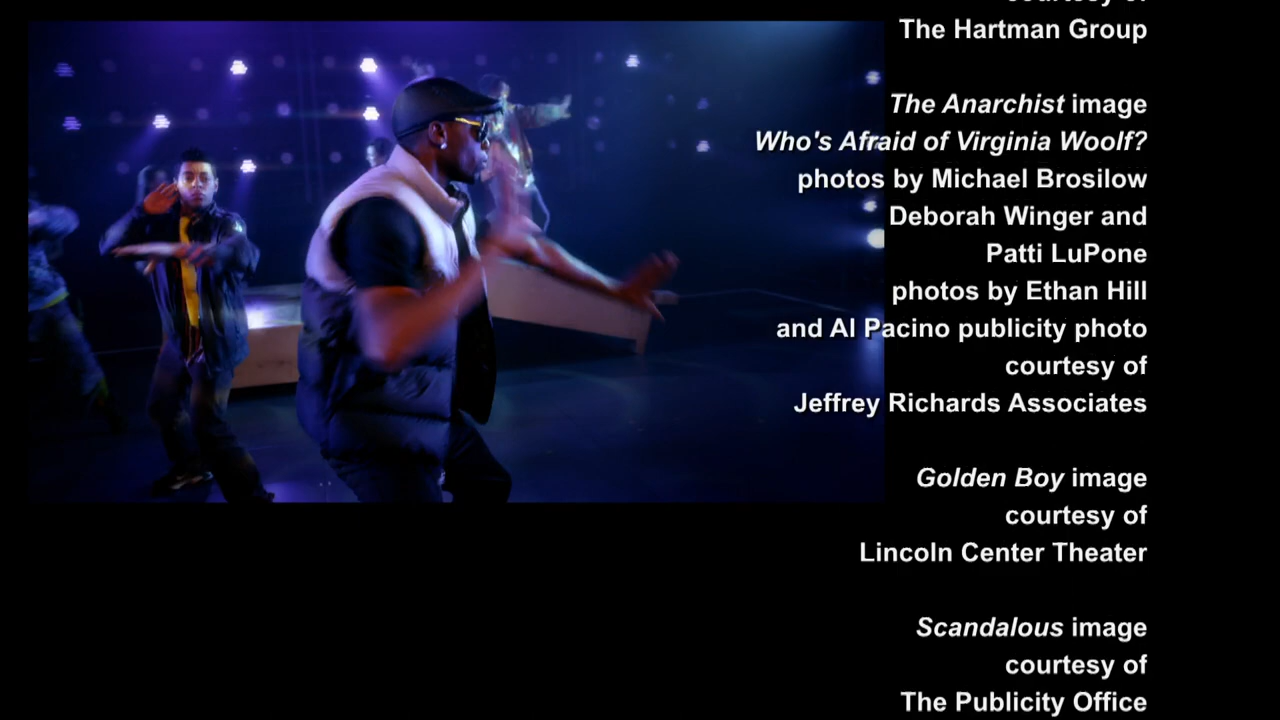 courtesy of
The Hartman Group
The Anarchist image
Who's Afraid of Virginia Woolf?
photos by Michael Brosilow
Deborah Winger and
Patti LuPone
photos by Ethan Hill
and Al Pacino publicity photo
courtesy of
Jeffrey Richards Associates
Golden Boy image
courtesy of
Lincoln Center Theater
Scandalous image
courtesy of
The Publicity Office